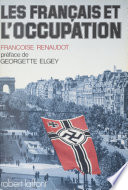 LES FRANÇAIS ET
L'OCCUPATION
FRANÇOISE RENAUDOT
préface de
GEORGETTE ELGEY
robert laffont